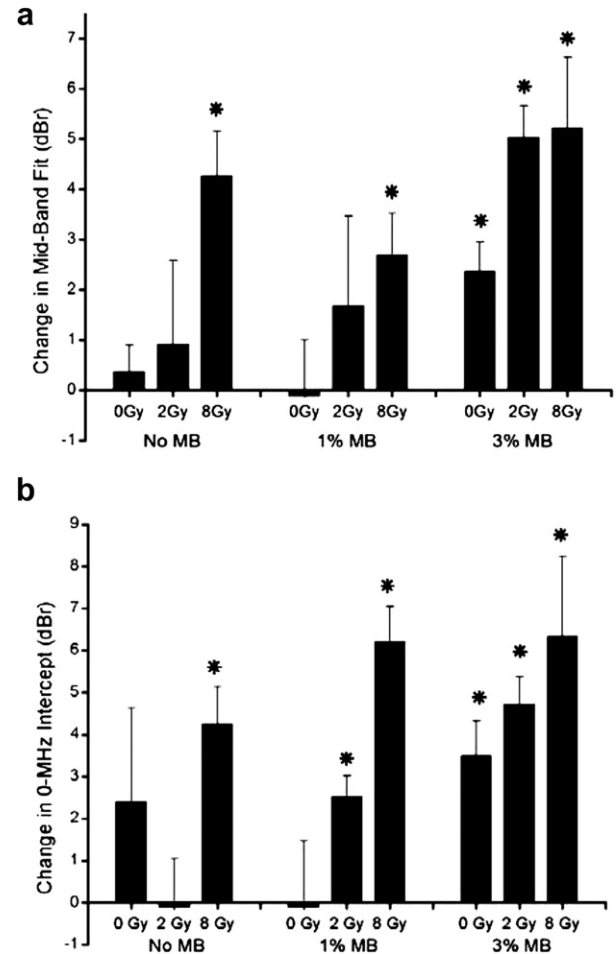 a
Change in Mid-Band Fit (dBr)
7
6
5
4
3
2
1
0
-1
* * * * *
0Gy 2Gy 8Gy 0Gy 2Gy 8Gy 0Gy 2Gy 8Gy
No MB 1% MB 3% MB
b
Change in 0-MHz Intercept (dBr)
9
8
7
6
5
4
3
2
1
0
-1
* * * * * *
0 Gy 2 Gy 8 Gy 0 Gy 2 Gy 8 Gy 0 Gy 2 Gy 8 Gy
No MB 1% MB 3% MB